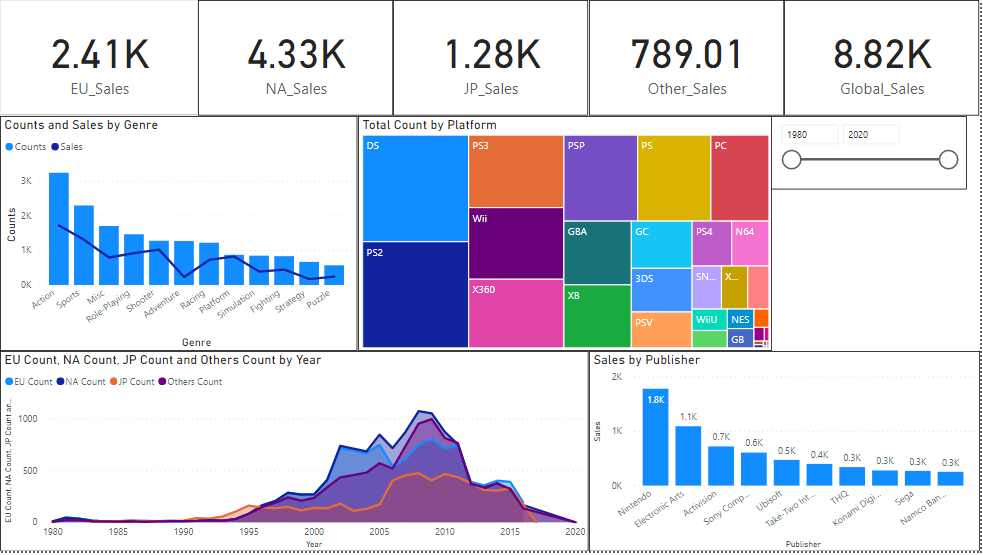 2.41K
EU_Sales
4.33K
NA_Sales
1.28K
JP_Sales
789.01
Other_Sales
8.82K
Global_Sales
Counts and Sales by Genre
Counts Sales
Counts
3K
2K
1K
0K
Action
Sports
Misc
Role-Playing
Shooter
Adventure
Racing
Platform
Simulation
Fighting
Strategy
Puzzle
Genre
Total Count by Platform
DS
PS2
PS3
Wii
X360
PSP
GBA
XB
PS
PC
GC
3DS
PSV
PS4
N64
SN...
X...
WiiU
NES
GB
1980
2020
EU Count, NA Count, JP Count and Others Count by Year
EU Count NA Count JP Count Others Count
EU Count, NA Count, JP Count an...
1000
500
0
1980 1985 1990 1995 2000 2005 2010 2015 2020
Year
Sales by Publisher
Sales
2K
1K
0K
1.8K
1.1K
0.7K
0.6K
0.5K
0.4K
0.3K
0.3K
0.3K
0.3K
Nintendo
Electronic Arts
Activision
Sony Comp...
Ubisoft
Take-Two Int...
THQ
Konami Digi...
Sega
Namco Ban...
Publisher